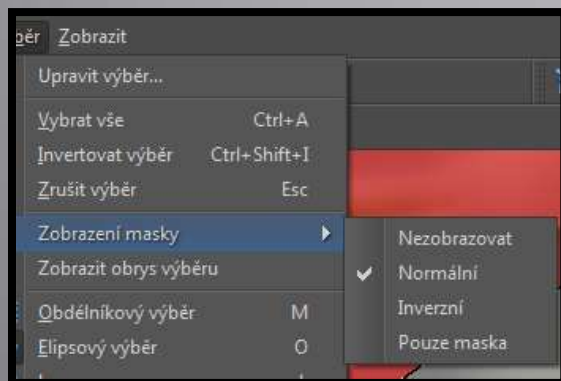 ěr Zobrazit
Upravit výběr...
Vybrat vše Ctrl+A
Invertovat výběr Ctrl+Shift+I
Zrušit výběr Esc
Zobrazení masky
Zobrazit obrys výběru
Obdélníkový výběr M
Elipsový výběr O
Nezobrazovat
Normální
Inverzní
Pouze maska